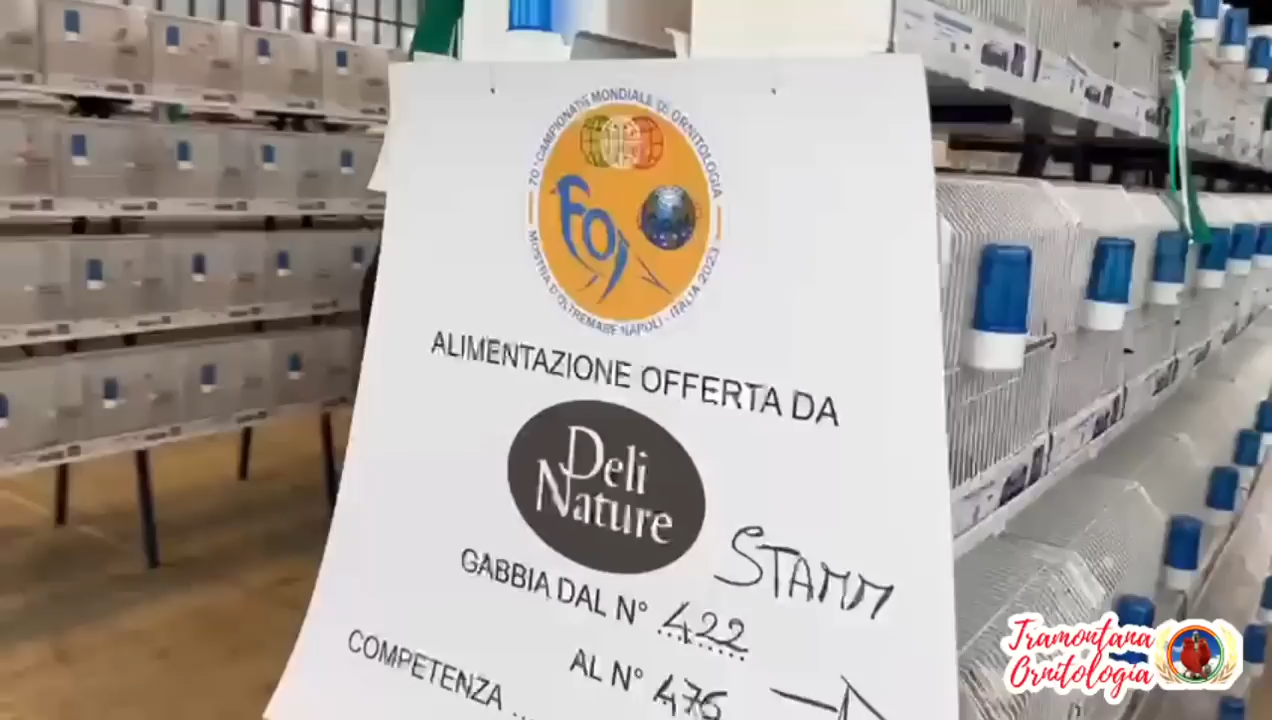 70° CAMPIONATO MONDIALE DI ORNITOLOGIA
FOI
MOSTRA D'OLTREMARE NAPOLI - ITALIA 2023
ALIMENTAZIONE OFFERTA DA
Deli
Nature
STAMM
GABBIA DAL N° 422
AL N° 476
COMPETENZA
Tramontana
Ornitologia